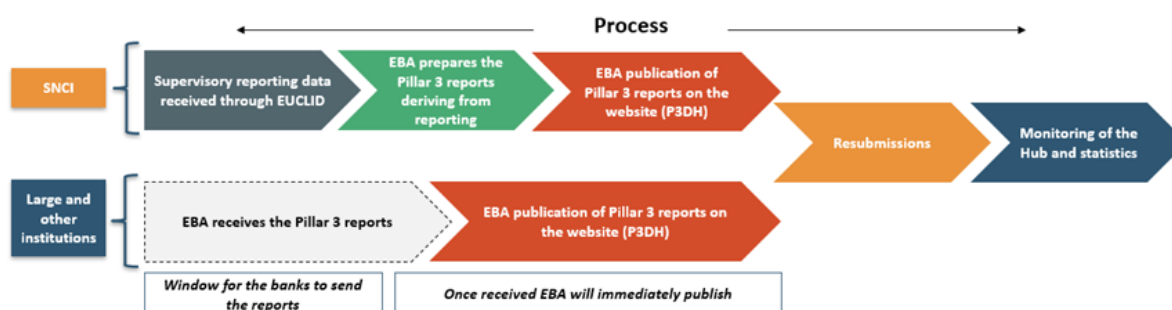 Process
SNCI
Supervisory reporting data
received through EUCLID
EBA prepares the
Pillar 3 reports
deriving from
reporting
EBA publication of
Pillar 3 reports on the
website (P3DH)
Resubmissions
Monitoring of the
Hub and statistics
Large and
other
institutions
EBA receives the Pillar 3 reports
EBA publication of Pillar 3 reports on
the website (P3DH)
Window for the banks to send
the reports
Once received EBA will immediately publish